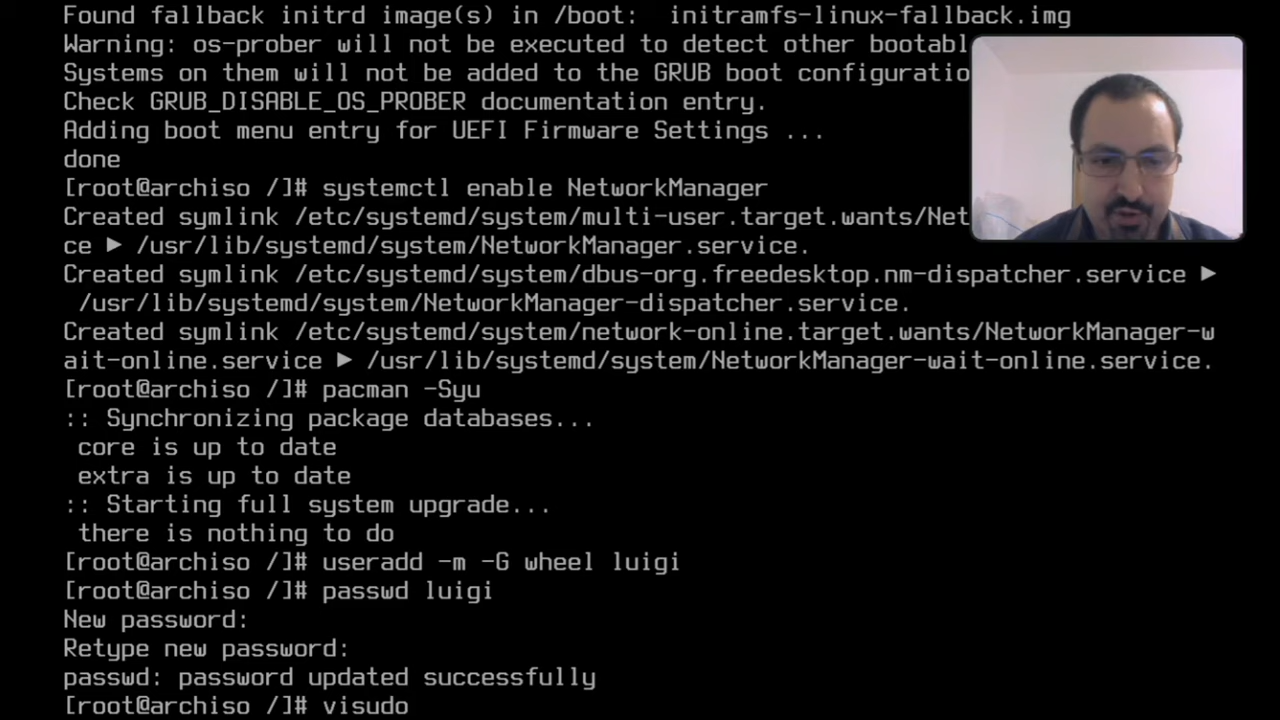 Found fallback initrd image(s) in /boot:  initramfs-linux-fallback.img
Warning: os-prober will not be executed to detect other bootabl
Systems on them will not be added to the GRUB boot configuratio
Check GRUB_DISABLE_OS_PROBER documentation entry.
Adding boot menu entry for UEFI Firmware Settings ...
done
[root@archiso /]# systemctl enable NetworkManager
Created symlink /etc/systemd/system/multi-user.target.wants/Net
ce ► /usr/lib/systemd/system/NetworkManager.service.
Created symlink /etc/systemd/system/dbus-org.freedesktop.nm-dispatcher.service ►
 /usr/lib/systemd/system/NetworkManager-dispatcher.service.
Created symlink /etc/systemd/system/network-online.target.wants/NetworkManager-w
ait-online.service ► /usr/lib/systemd/system/NetworkManager-wait-online.service.
[root@archiso /]# pacman -Syu
:: Synchronizing package databases...
 core is up to date
 extra is up to date
:: Starting full system upgrade...
 there is nothing to do
[root@archiso /]# useradd -m -G wheel luigi
[root@archiso /]# passwd luigi
New password:
Retype new password:
passwd: password updated successfully
[root@archiso /]# visudo